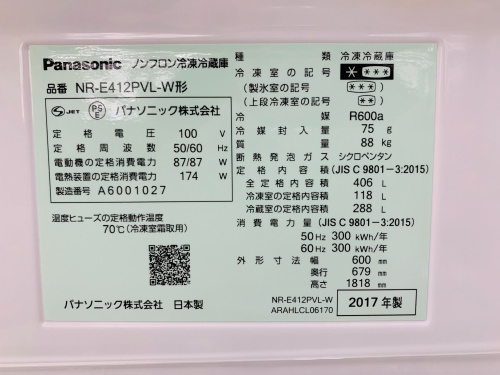 Panasonic ノンフロン冷凍冷蔵庫
品番 NR-E412PVL-W形
S JET PS E パナソニック株式会社
定格電圧 100 V
定格周波数 50/60 Hz
電動機の定格消費電力 87/87 W
電熱装置の定格消費電力 174 W
製造番号 A6001027
温度ヒューズの定格動作温度
70℃(冷凍室霜取用)
パナソニック株式会社 日本製
種類 冷凍冷蔵庫
冷凍室の記号 ****
(製氷室の記号) ***
(上段冷凍室の記号) **
冷媒 R600a
冷媒封入量 75 g
質量 88 kg
断熱発泡ガス シクロペンタン
定格内容積 (JIS C 9801-3:2015)
全定格内容積 406 L
冷凍室の定格内容積 118 L
冷蔵室の定格内容積 288 L
消費電力量 (JIS C 9801-3:2015)
50Hz 300 kWh/年
60Hz 300 kWh/年
外形寸法 幅 600 mm
奥行 679 mm
高さ 1818 mm
NR-E412PVL-W
ARAHLCL06170
2017年製